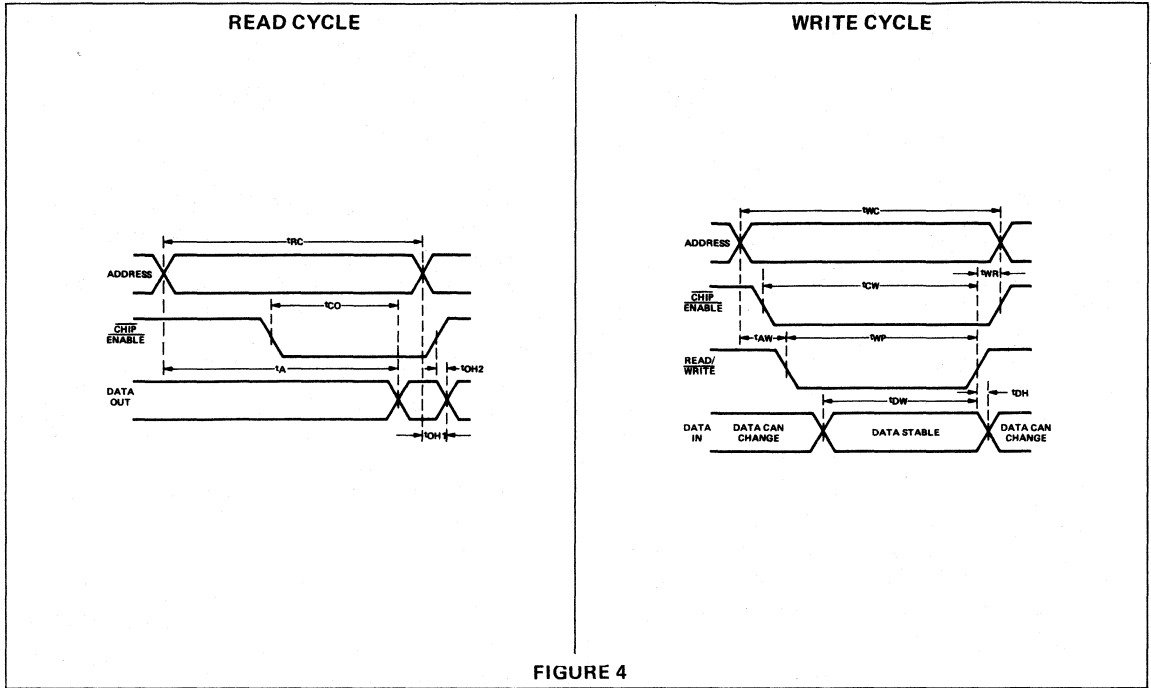 READ CYCLE
tRC
ADDRESS
tCO
CHIP
ENABLE
tA
tOH2
DATA
OUT
tOH1
WRITE CYCLE
tWC
ADDRESS
tWR
tCW
CHIP
ENABLE
tAW
tWP
READ/
WRITE
tDH
tDW
DATA
IN
DATA CAN
CHANGE
DATA STABLE
DATA CAN
CHANGE
FIGURE 4